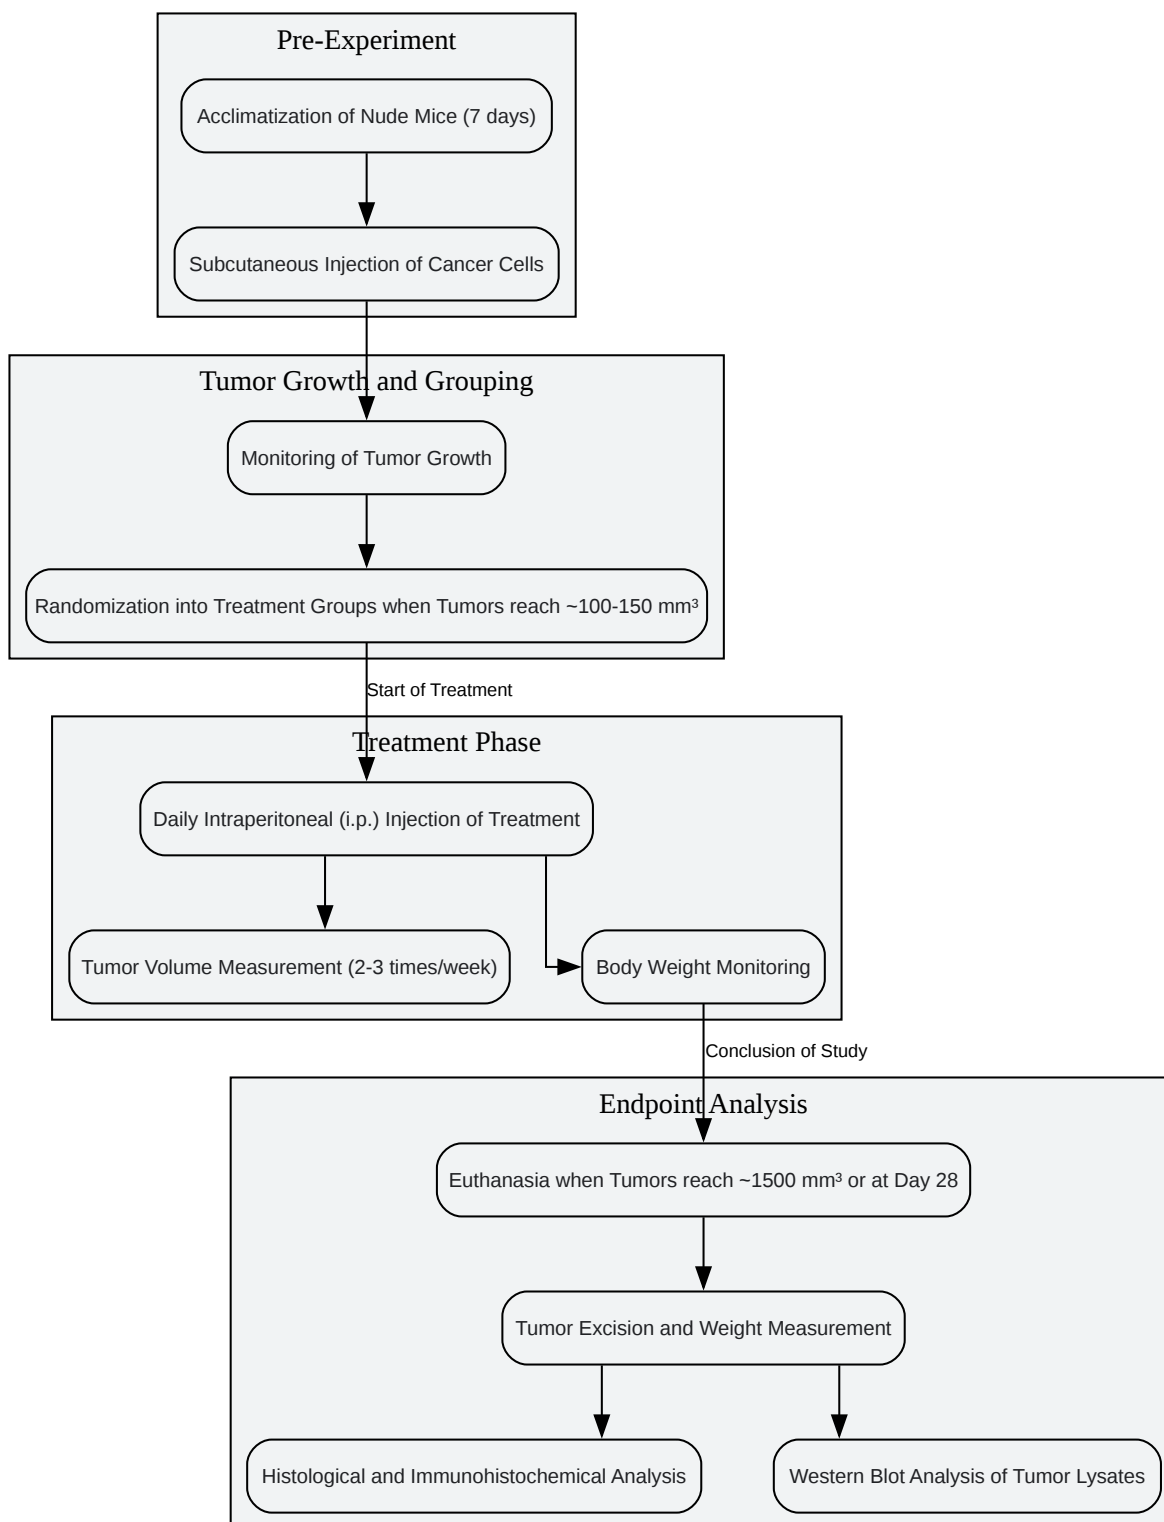 Pre-Experiment
Acclimatization of Nude Mice (7 days)
Subcutaneous Injection of Cancer Cells
Tumor Growth and Grouping
Monitoring of Tumor Growth
Randomization into Treatment Groups when Tumors reach ~100-150 mm³
Start of Treatment
Treatment Phase
Daily Intraperitoneal (i.p.) Injection of Treatment
Tumor Volume Measurement (2-3 times/week)
Body Weight Monitoring
Conclusion of Study
Endpoint Analysis
Euthanasia when Tumors reach ~1500 mm³ or at Day 28
Tumor Excision and Weight Measurement
Histological and Immunohistochemical Analysis
Western Blot Analysis of Tumor Lysates